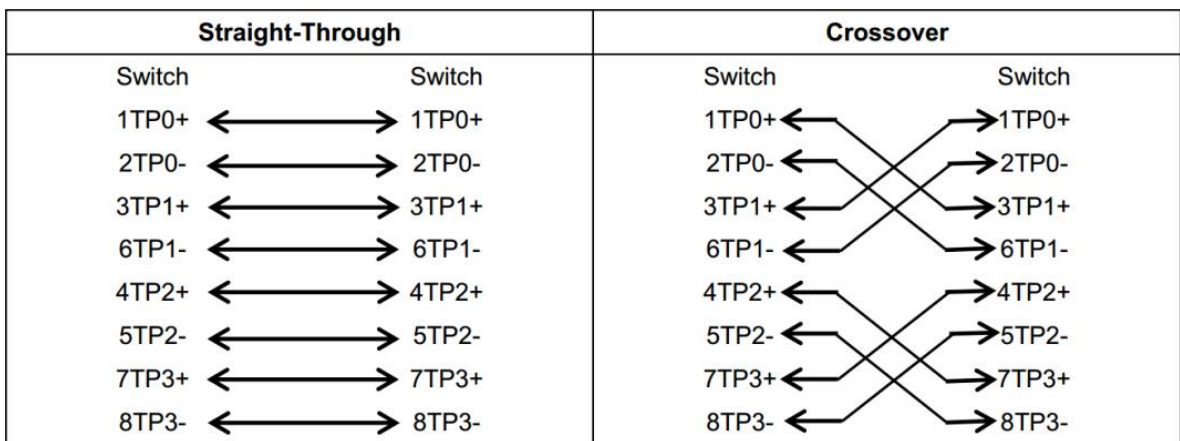 Straight-Through Crossover
Switch Switch Switch Switch
1TP0+ 1TP0+ 1TP0+ 1TP0+
2TP0- 2TP0- 2TP0- 2TP0-
3TP1+ 3TP1+ 3TP1+ 3TP1+
6TP1- 6TP1- 6TP1- 6TP1-
4TP2+ 4TP2+ 4TP2+ 4TP2+
5TP2- 5TP2- 5TP2- 5TP2-
7TP3+ 7TP3+ 7TP3+ 7TP3+
8TP3- 8TP3- 8TP3- 8TP3-